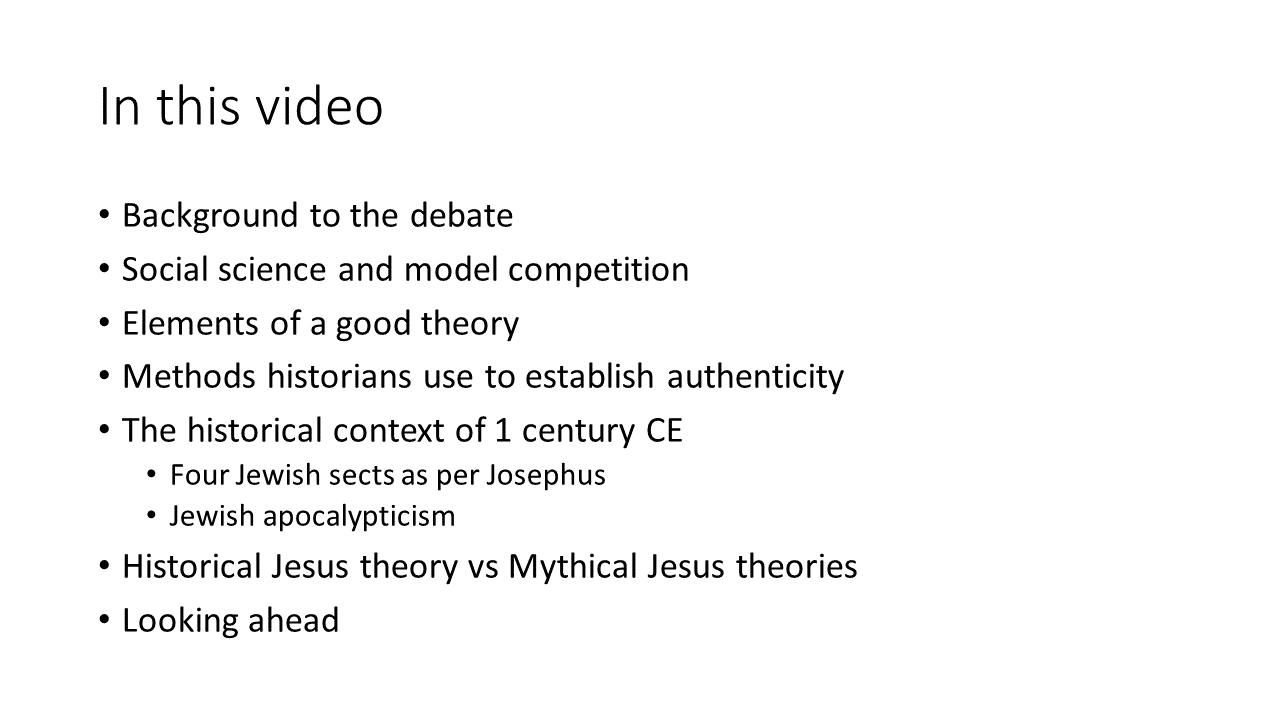 In this video
• Background to the debate
• Social science and model competition
• Elements of a good theory
• Methods historians use to establish authenticity
• The historical context of 1 century CE
• Four Jewish sects as per Josephus
• Jewish apocalypticism
• Historical Jesus theory vs Mythical Jesus theories
• Looking ahead